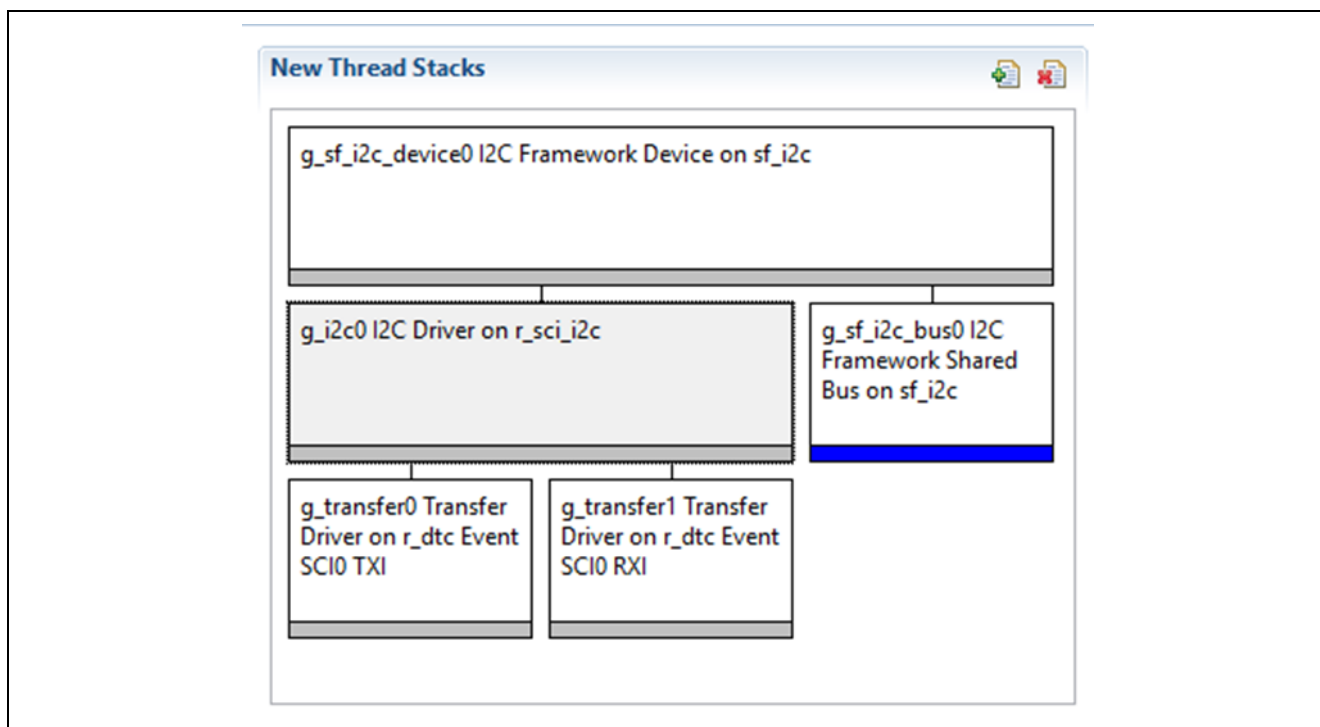 New Thread Stacks
g_sf_i2c_device0 I2C Framework Device on sf_i2c
g_i2c0 I2C Driver on r_sci_i2c
g_sf_i2c_bus0 I2C
Framework Shared
Bus on sf_i2c
g_transfer0 Transfer
Driver on r_dtc Event
SCI0 TXI
g_transfer1 Transfer
Driver on r_dtc Event
SCI0 RXI